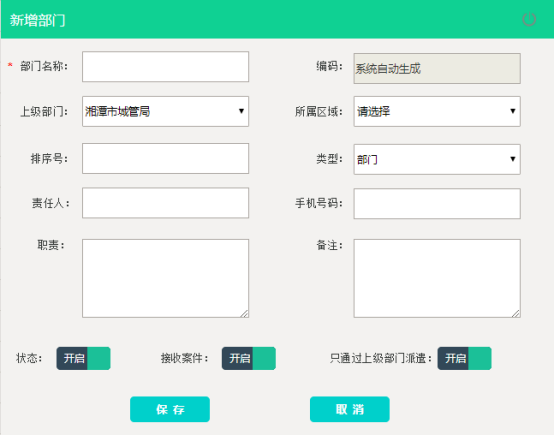 新增部门
* 部门名称： 编码： 系统自动生成
上级部门： 湘潭市城管局 所属区域： 请选择
排序号： 类型： 部门
责任人： 手机号码：
职责： 备注：
状态： 开启 接收案件： 开启 只通过上级部门派遣： 开启
保存 取消